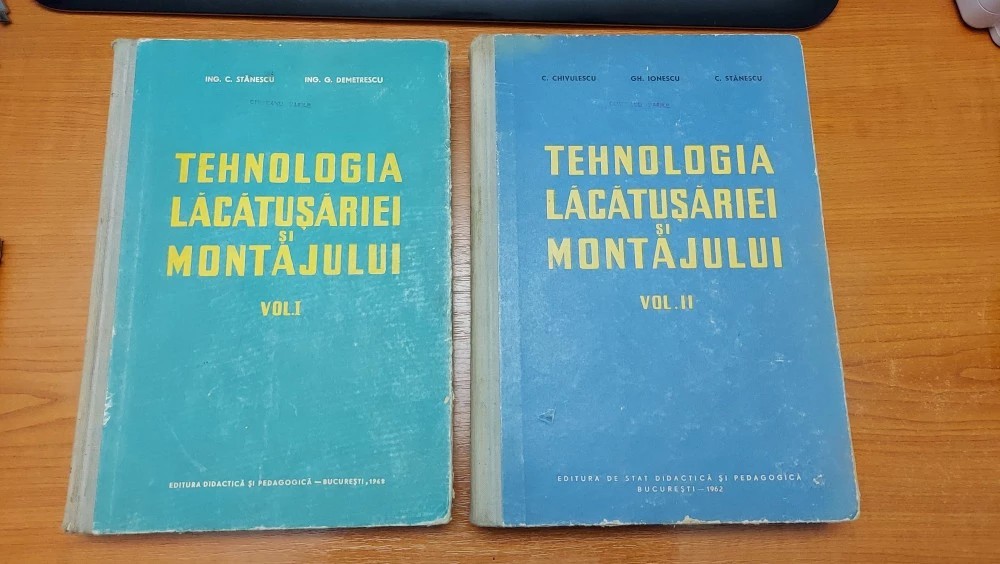 ING. C. STĂNESCU ING. G. DEMETRESCU
TEHNOLOGIA
LĂCĂTUȘĂRIEI
ȘI
MONTAJULUI
VOL. I
EDITURA DIDACTICĂ ȘI PEDAGOGICĂ — BUCUREȘTI, 1968
C. CHIVULESCU GH. IONESCU C. STĂNESCU
TEHNOLOGIA
LĂCĂTUȘĂRIEI
ȘI
MONTAJULUI
VOL. II
EDITURA DE STAT DIDACTICĂ ȘI PEDAGOGICĂ
BUCUREȘTI — 1962